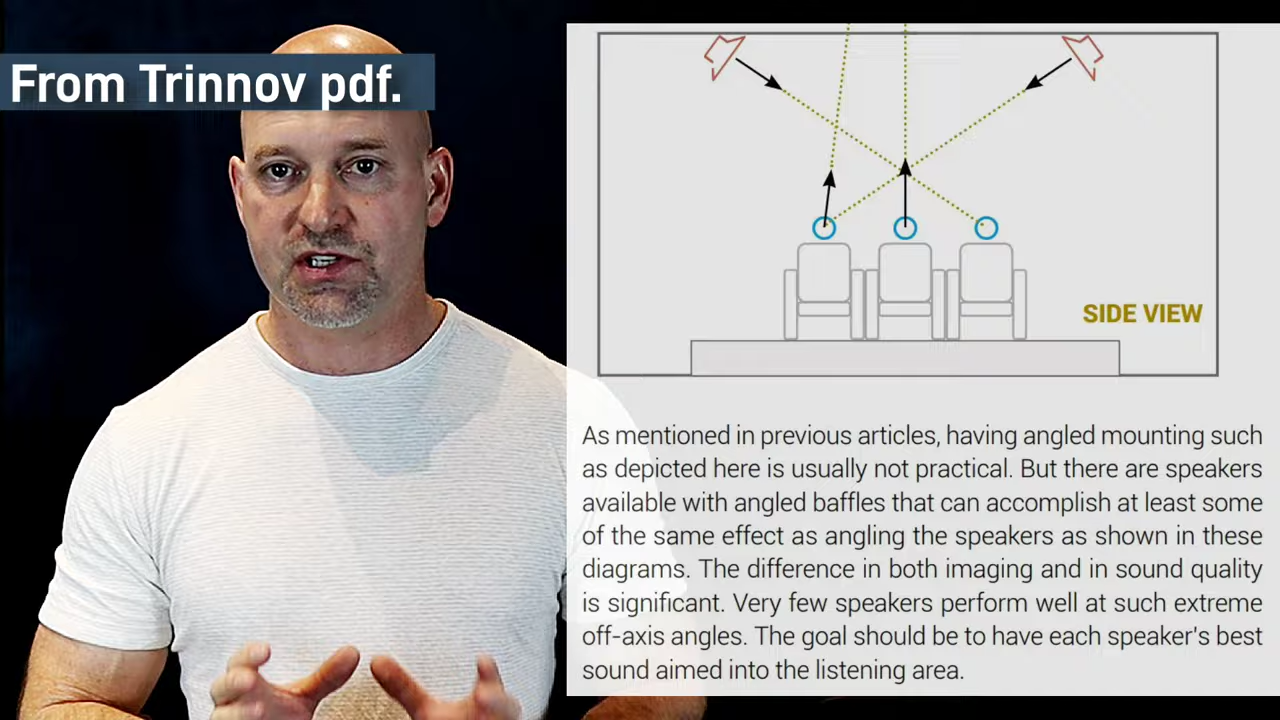 From Trinnov pdf.
SIDE VIEW
As mentioned in previous articles, having angled mounting such
as depicted here is usually not practical. But there are speakers
available with angled baffles that can accomplish at least some
of the same effect as angling the speakers as shown in these
diagrams. The difference in both imaging and in sound quality
is significant. Very few speakers perform well at such extreme
off-axis angles. The goal should be to have each speaker's best
sound aimed into the listening area.